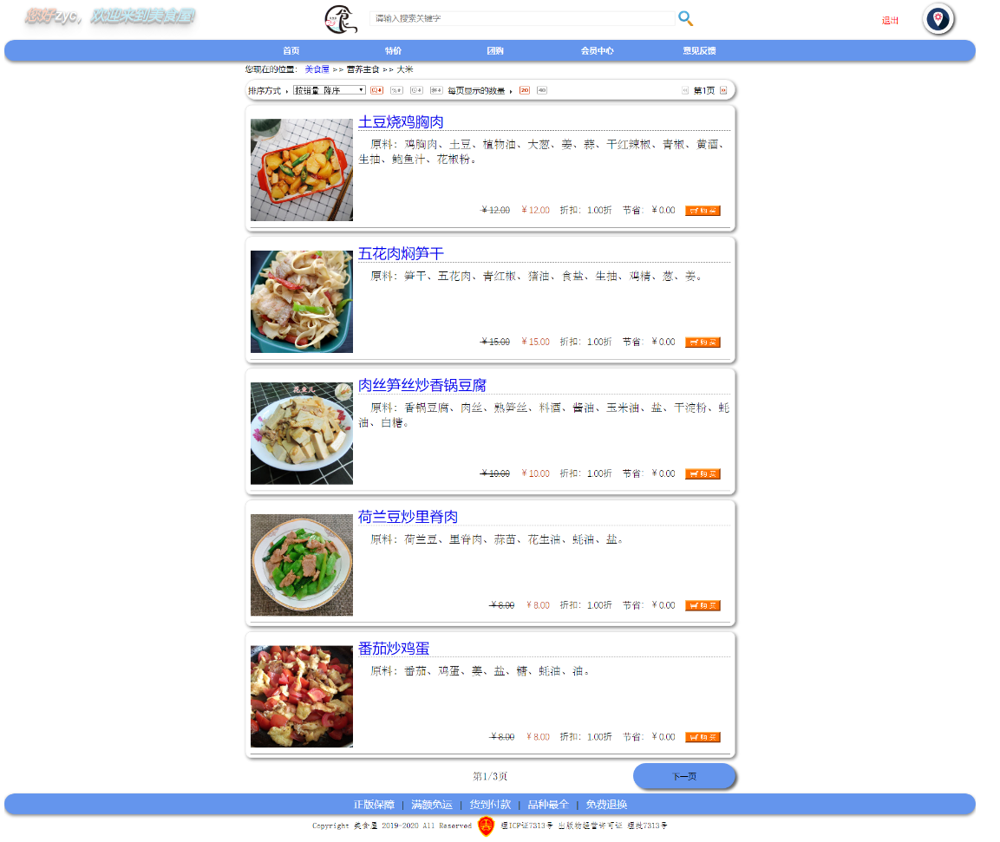 您好zyc, 欢迎来到美食屋!
请输入搜索关键字
退出
首页 特价 团购 会员中心 意见反馈
您现在的位置: 美食屋 >> 营养主食 >> 大米
排序方式 按销量 降序 每页显示的数量 20 40 第1页
土豆烧鸡胸肉
原料: 鸡胸肉、土豆、植物油、大葱、姜、蒜、干红辣椒、青椒、黄酒、
生抽、鲍鱼汁、花椒粉。
￥12.00 ￥12.00 折扣: 1.00折 节省: ￥0.00 购买
五花肉焖笋干
原料: 笋干、五花肉、青红椒、猪油、食盐、生抽、鸡精、葱、姜。
￥15.00 ￥15.00 折扣: 1.00折 节省: ￥0.00 购买
花鱼儿
肉丝笋丝炒香锅豆腐
原料: 香锅豆腐、肉丝、熟笋丝、料酒、酱油、玉米油、盐、干淀粉、蚝
油、白糖。
￥10.00 ￥10.00 折扣: 1.00折 节省: ￥0.00 购买
荷兰豆炒里脊肉
原料: 荷兰豆、里脊肉、蒜苗、花生油、蚝油、盐。
￥8.00 ￥8.00 折扣: 1.00折 节省: ￥0.00 购买
番茄炒鸡蛋
原料: 番茄、鸡蛋、姜、盐、糖、蚝油、油。
￥8.00 ￥8.00 折扣: 1.00折 节省: ￥0.00 购买
第1/3页 下一页
正版保障 | 满额免运 | 货到付款 | 品种最全 | 免费退换
Copyright 美食屋 2019-2020 All Reserved 理ICP证7313号 出版物经营许可证 理批7313号